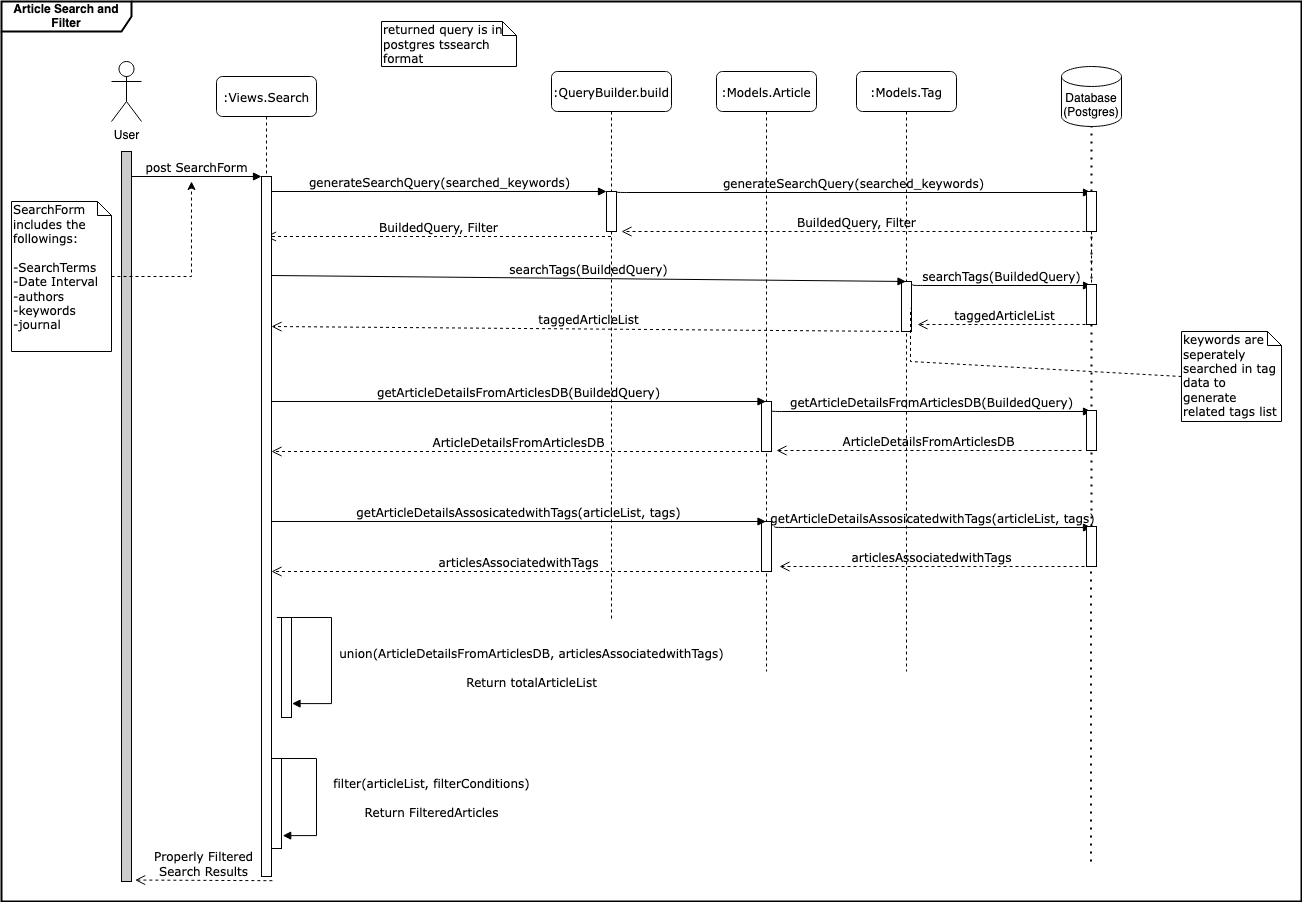 Article Search and
Filter
returned query is in
postgres tssearch
format
User
:Views.Search
:QueryBuilder.build
:Models.Article
:Models.Tag
Database
(Postgres)
post SearchForm
generateSearchQuery(searched_keywords)
generateSearchQuery(searched_keywords)
SearchForm
includes the
followings:
-SearchTerms
-Date Interval
-authors
-keywords
-journal
BuildedQuery, Filter
BuildedQuery, Filter
searchTags(BuildedQuery)
searchTags(BuildedQuery)
taggedArticleList
taggedArticleList
keywords are
seperately
searched in tag
data to
generate
related tags list
getArticleDetailsFromArticlesDB(BuildedQuery)
getArticleDetailsFromArticlesDB(BuildedQuery)
ArticleDetailsFromArticlesDB
ArticleDetailsFromArticlesDB
getArticleDetailsAssosicatedwithTags(articleList, tags)
getArticleDetailsAssosicatedwithTags(articleList, tags)
articlesAssociatedwithTags
articlesAssociatedwithTags
union(ArticleDetailsFromArticlesDB, articlesAssociatedwithTags)
Return totalArticleList
filter(articleList, filterConditions)
Return FilteredArticles
Properly Filtered
Search Results